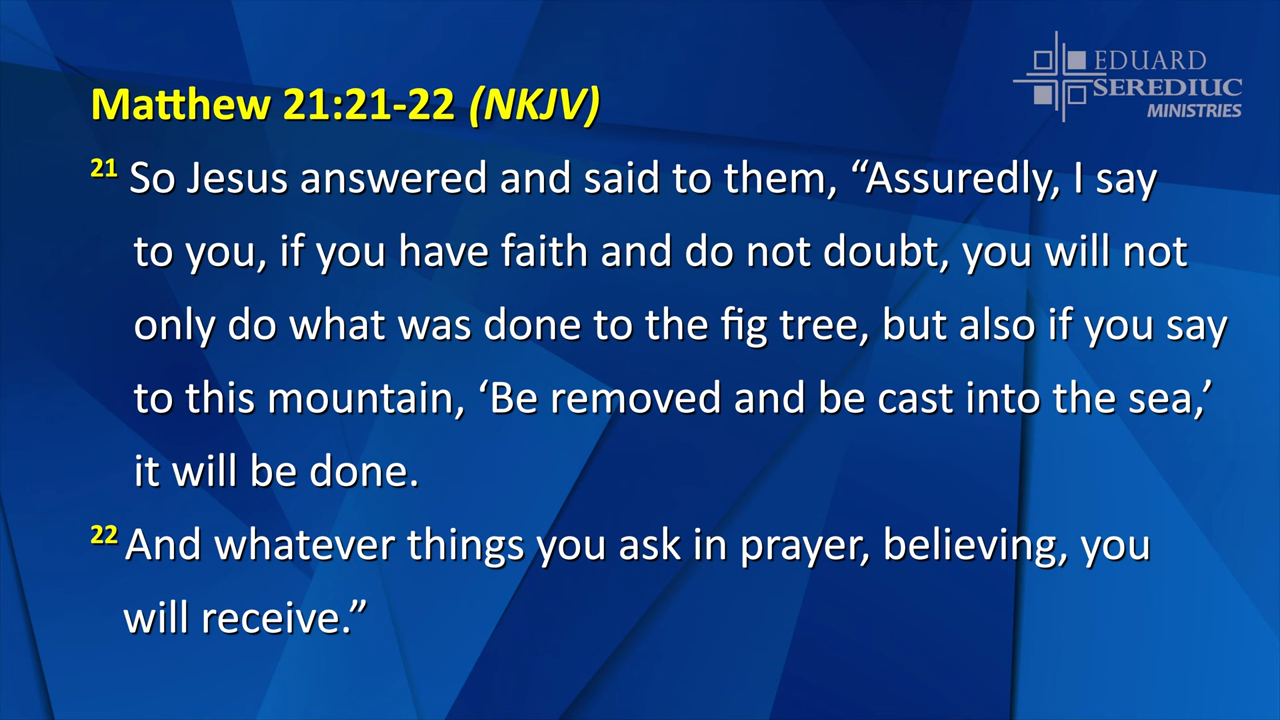 EDUARD
SEREDIUC
MINISTRIES
Matthew 21:21-22 (NKJV)
21 So Jesus answered and said to them, “Assuredly, I say
to you, if you have faith and do not doubt, you will not
only do what was done to the fig tree, but also if you say
to this mountain, ‘Be removed and be cast into the sea,’
it will be done.
22 And whatever things you ask in prayer, believing, you
will receive.”